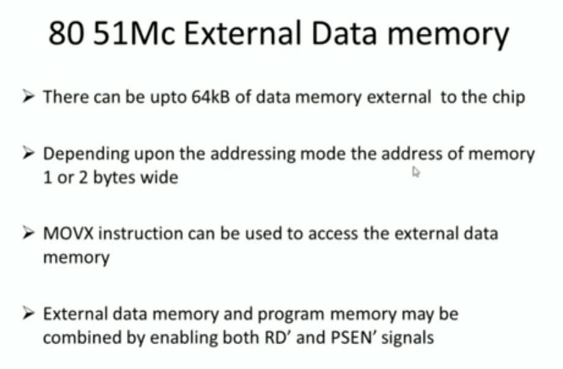 80 51Mc External Data memory
➢ There can be upto 64kB of data memory external to the chip
➢ Depending upon the addressing mode the address of memory
1 or 2 bytes wide
➢ MOVX instruction can be used to access the external data
memory
➢ External data memory and program memory may be
combined by enabling both RD’ and PSEN’ signals